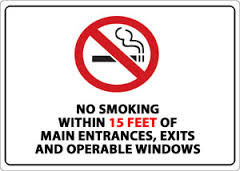 NO SMOKING
WITHIN 15 FEET OF
MAIN ENTRANCES, EXITS
AND OPERABLE WINDOWS